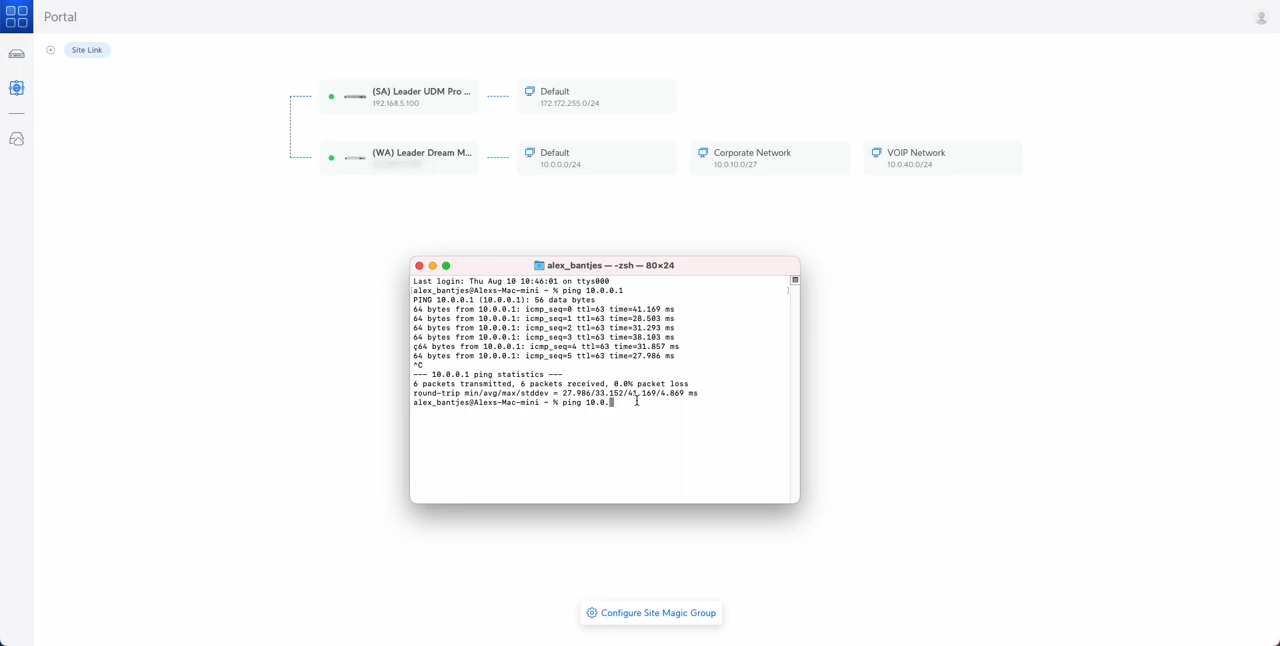 Portal
Site Link
(SA) Leader UDM Pro ...
192.168.5.100
Default
172.172.255.0/24
(WA) Leader Dream M...
Default
10.0.0.0/24
Corporate Network
10.0.10.0/27
VOIP Network
10.0.40.0/24
alex_bantjes — -zsh — 80×24
Last login: Thu Aug 10 10:46:01 on ttys000
[alex_bantjes@Alexs-Mac-mini ~ % ping 10.0.0.1 ]
PING 10.0.0.1 (10.0.0.1): 56 data bytes
64 bytes from 10.0.0.1: icmp_seq=0 ttl=63 time=41.169 ms
64 bytes from 10.0.0.1: icmp_seq=1 ttl=63 time=28.503 ms
64 bytes from 10.0.0.1: icmp_seq=2 ttl=63 time=31.293 ms
64 bytes from 10.0.0.1: icmp_seq=3 ttl=63 time=38.103 ms
ç64 bytes from 10.0.0.1: icmp_seq=4 ttl=63 time=31.857 ms
64 bytes from 10.0.0.1: icmp_seq=5 ttl=63 time=27.986 ms
^C
--- 10.0.0.1 ping statistics ---
6 packets transmitted, 6 packets received, 0.0% packet loss
round-trip min/avg/max/stddev = 27.986/33.152/41.169/4.869 ms
alex_bantjes@Alexs-Mac-mini ~ % ping 10.0.
Configure Site Magic Group